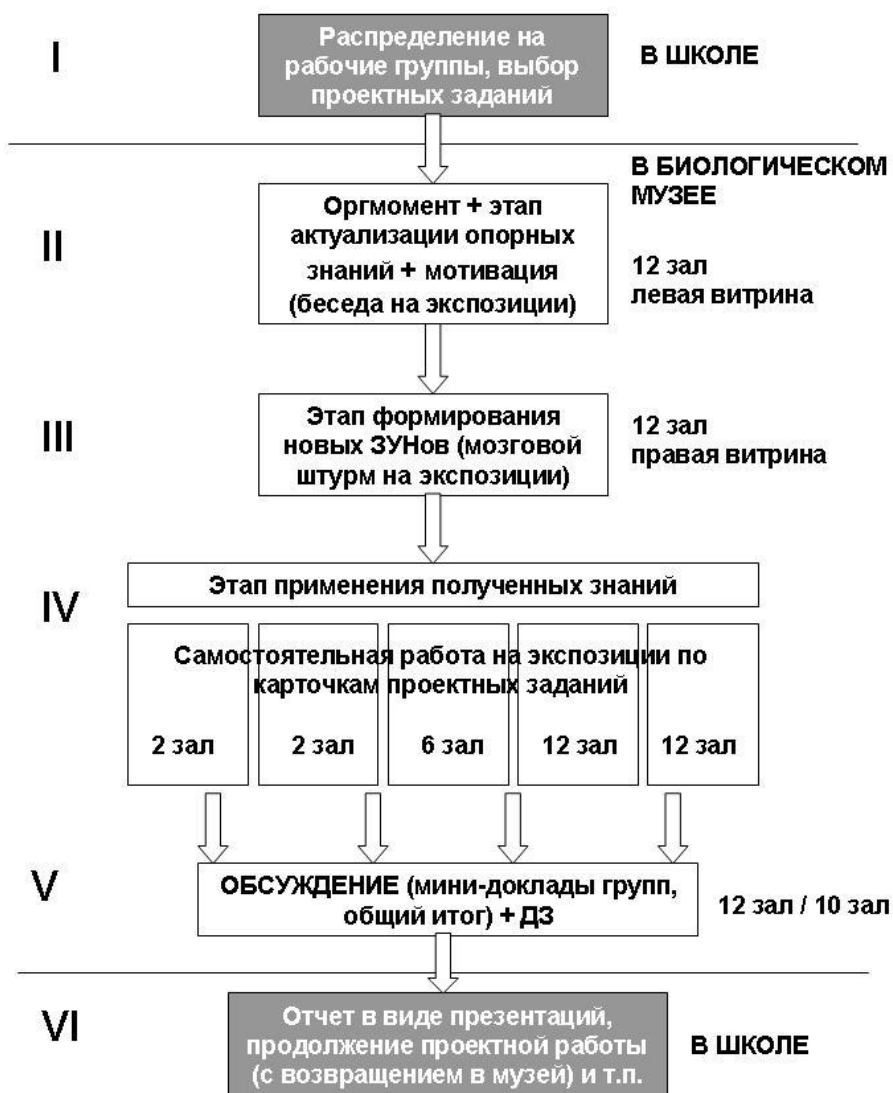 I
Распределение на
рабочие группы, выбор
проектных заданий
В ШКОЛЕ
В БИОЛОГИЧЕСКОМ
МУЗЕЕ
II
Оргмомент + этап
актуализации опорных
знаний + мотивация
(беседа на экспозиции)
12 зал
левая витрина
III
Этап формирования
новых ЗУНов (мозговой
штурм на экспозиции)
12 зал
правая витрина
IV
Этап применения полученных знаний
Самостоятельная работа на экспозиции по
карточкам проектных заданий
2 зал
2 зал
6 зал
12 зал
12 зал
V
ОБСУЖДЕНИЕ (мини-доклады групп,
общий итог) + ДЗ
12 зал / 10 зал
VI
Отчет в виде презентаций,
продолжение проектной работы
(с возвращением в музей) и т.п.
В ШКОЛЕ